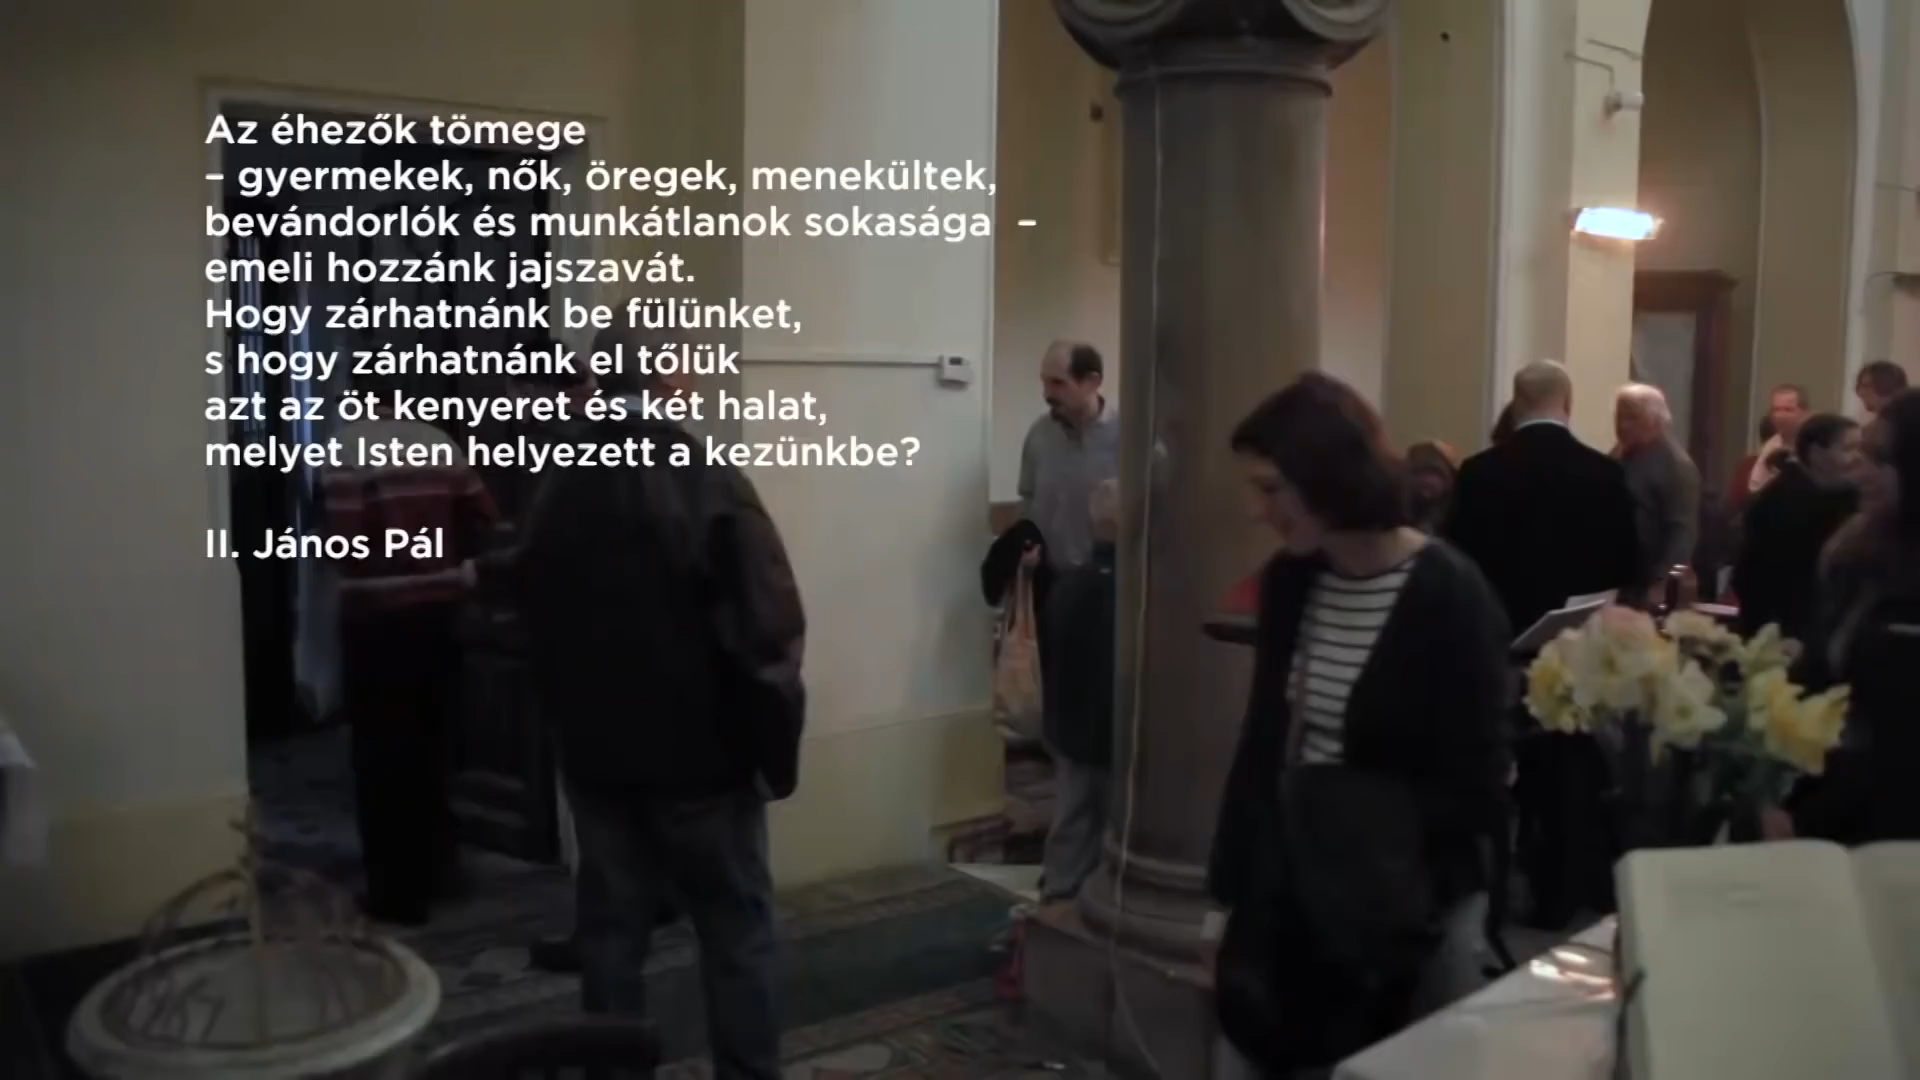 Az éhezők tömege
– gyermekek, nők, öregek, menekültek,
bevándorlók és munkátlanok sokasága –
emeli hozzánk jajszavát.
Hogy zárhatnánk be fülünket,
s hogy zárhatnánk el tőlük
azt az öt kenyeret és két halat,
melyet Isten helyezett a kezünkbe?
II. János Pál